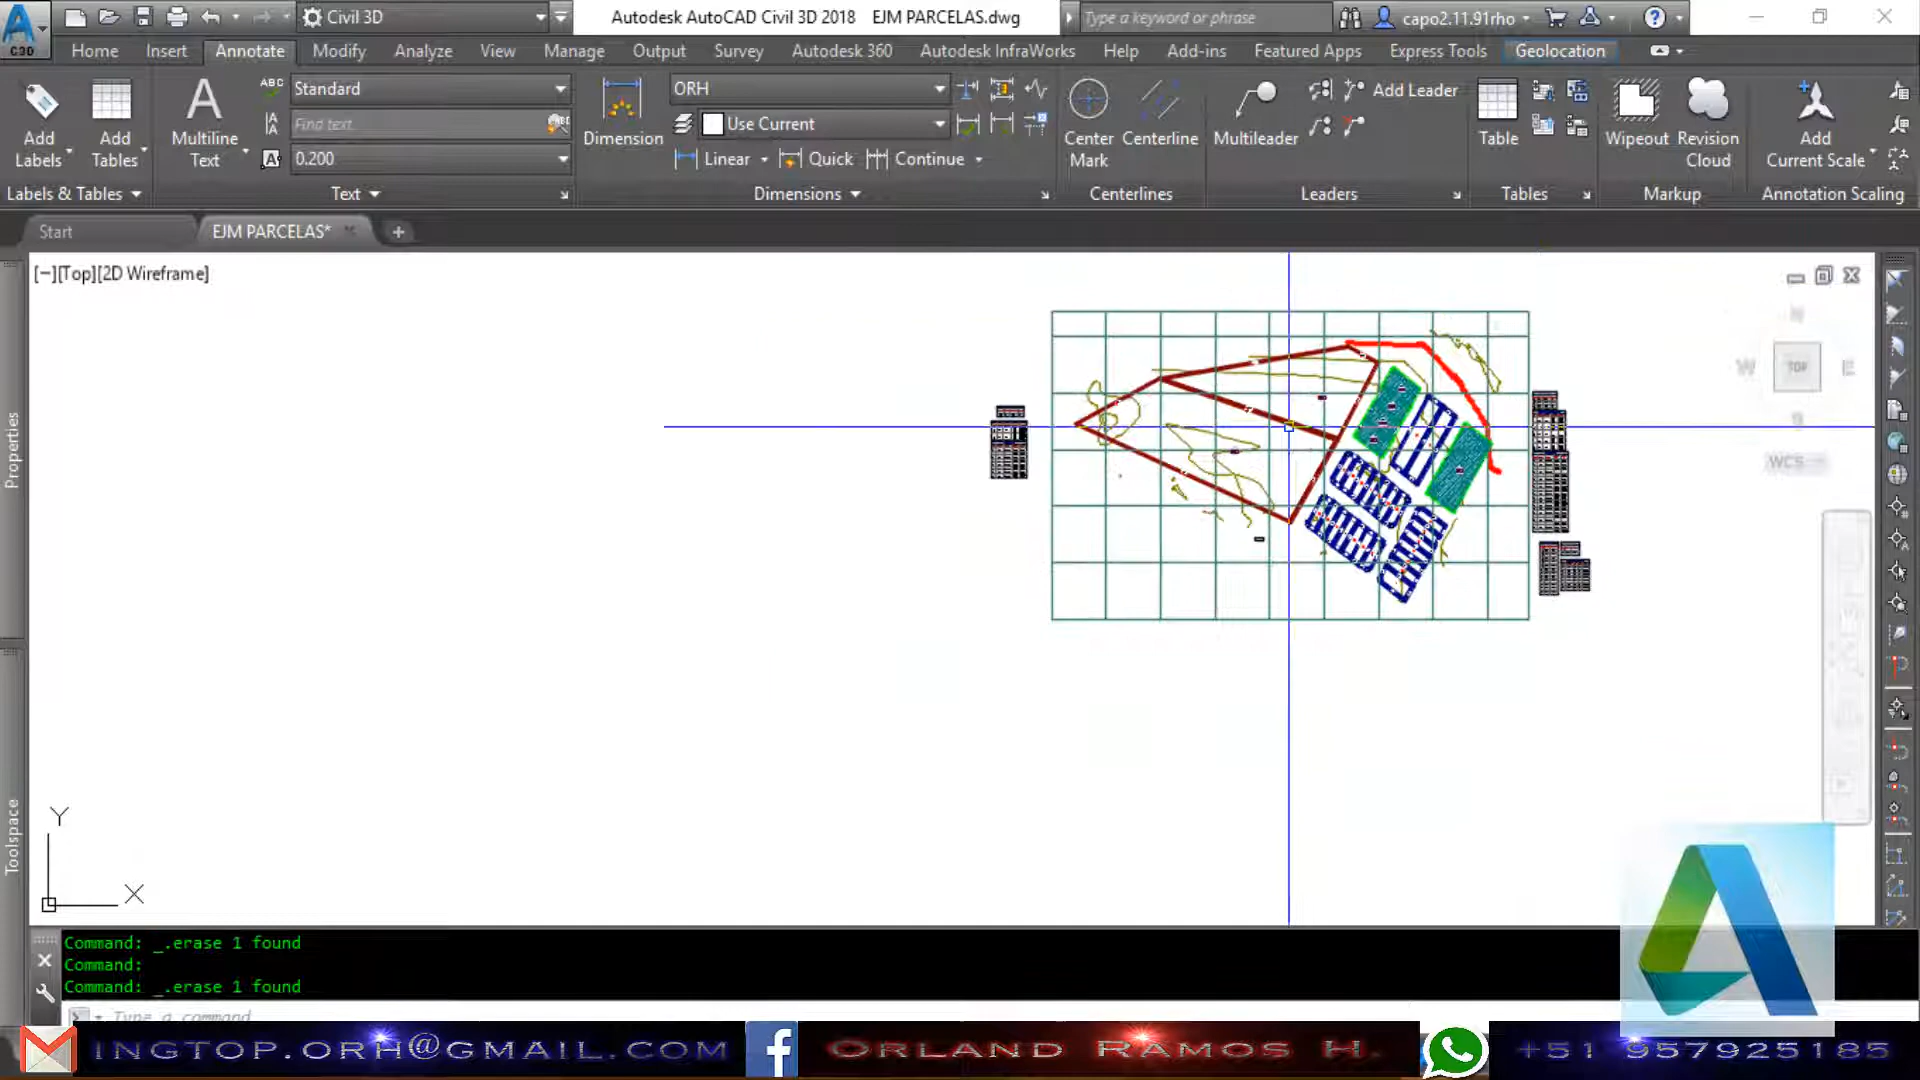 Civil 3D
Autodesk AutoCAD Civil 3D 2018 EJM PARCELAS.dwg
Type a keyword or phrase
capo2.11.91rho
C3D
Home Insert Annotate Modify Analyze View Manage Output Survey Autodesk 360 Autodesk InfraWorks Help Add-ins Featured Apps Express Tools Geolocation
Add Labels
Add Tables
Multiline Text
ABC
Standard
Find text
0.200
Dimension
ORH
Use Current
Linear Quick Continue
Center Mark
Centerline
Multileader
Add Leader
Table
Wipeout
Revision Cloud
Add Current Scale
Labels & Tables Text Dimensions Centerlines Leaders Tables Markup Annotation Scaling
Start EJM PARCELAS*
[−][Top][2D Wireframe]
N
W TOP E
S
WCS
Properties
Toolspace
Y
X
Command: _.erase 1 found
Command:
Command: _.erase 1 found
Type a command
INGTOP.ORH@GMAIL.COM ORLAND RAMOS H. +51 957925185